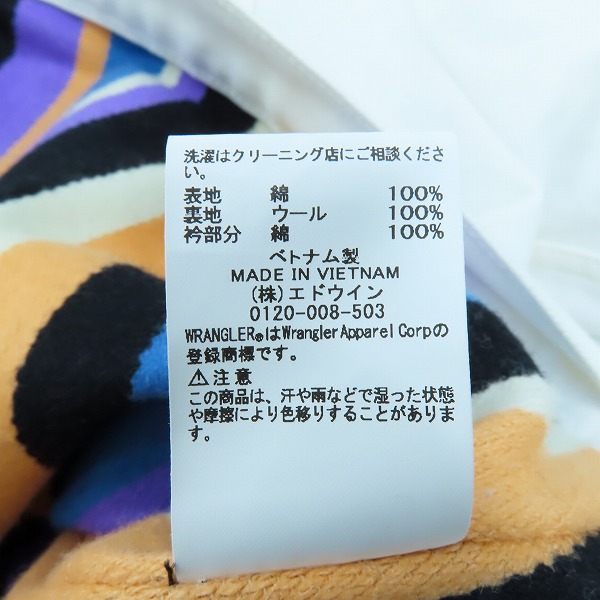 洗濯はクリーニング店にご相談くださ
い。
表地 綿 100%
裏地 ウール 100%
衿部分 綿 100%
ベトナム製
MADE IN VIETNAM
(株)エドウイン
0120-008-503
WRANGLER®はWrangler Apparel Corpの
登録商標です。
⚠注意
この商品は、汗や雨などで湿った状態
や摩擦により色移りすることがありま
す。